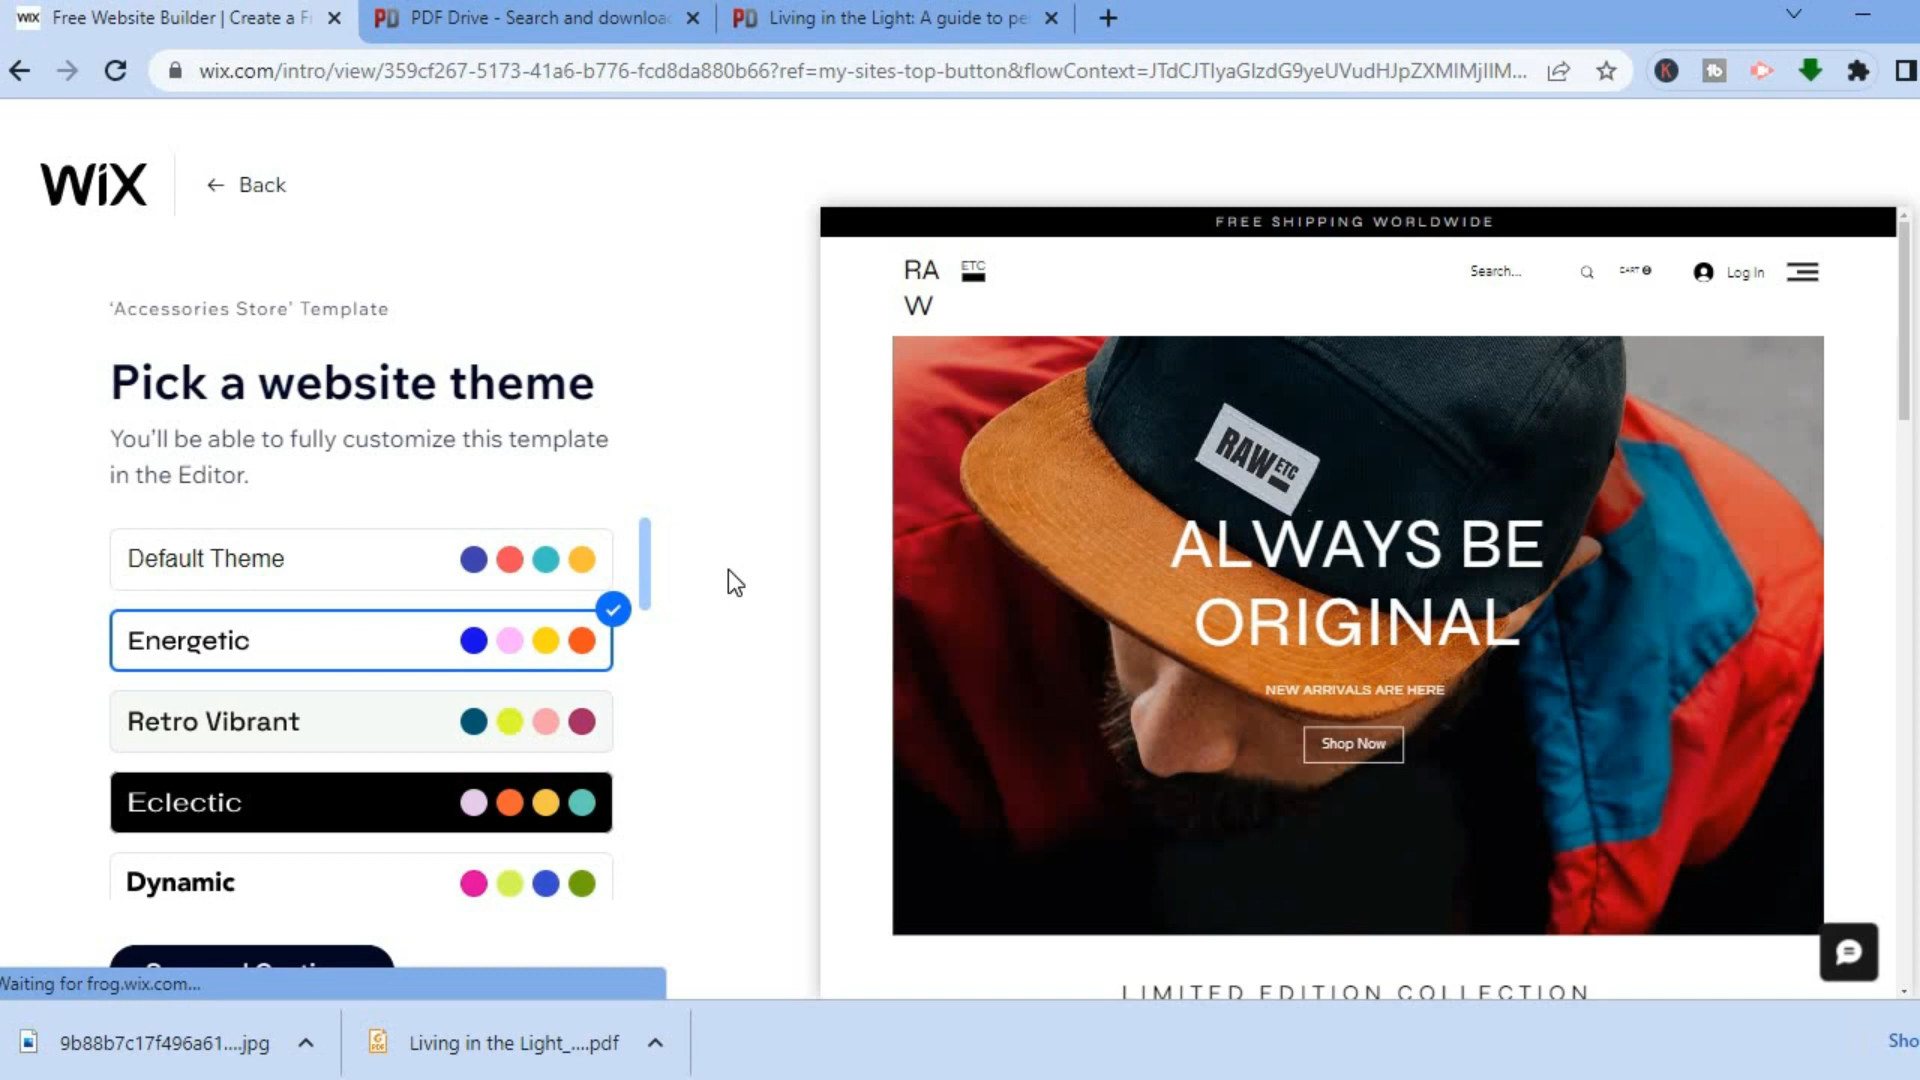 WIX Free Website Builder | Create a F
PDF Drive - Search and downloa
Living in the Light: A guide to pe
wix.com/intro/view/359cf267-5173-41a6-b776-fcd8da880b66?ref=my-sites-top-button&flowContext=JTdCJTIyaGlzdG9yeUVudHJpZXMlMjIlM...
K
tb
WiX
← Back
'Accessories Store' Template
Pick a website theme
You'll be able to fully customize this template
in the Editor.
Default Theme
Energetic
Retro Vibrant
Eclectic
Dynamic
FREE SHIPPING WORLDWIDE
RA
W
ETC
Search...
CART
Log In
RAW ETC
ALWAYS BE
ORIGINAL
NEW ARRIVALS ARE HERE
Shop Now
LIMITED EDITION COLLECTION
Waiting for frog.wix.com...
9b88b7c17f496a61....jpg
Living in the Light_....pdf
Sho